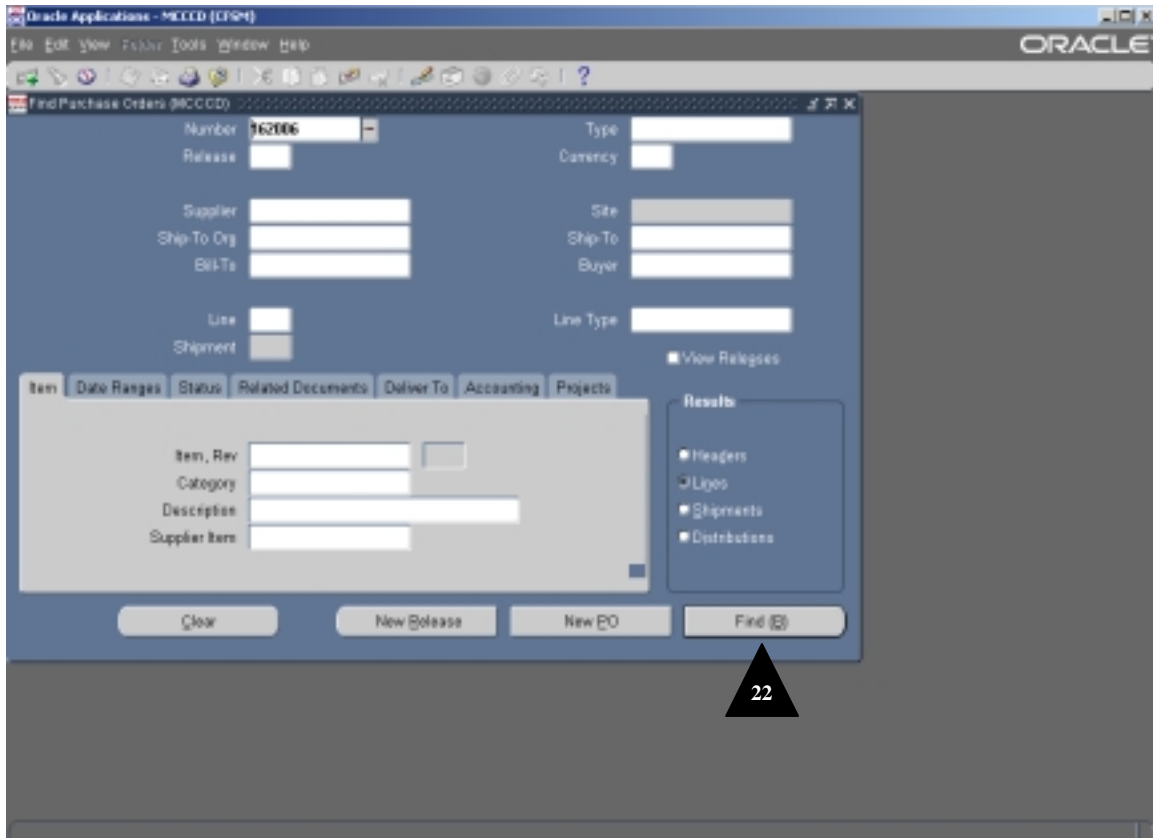 Oracle Applications - MCCCD (CFSM)
File Edit View Folder Tools Window Help
ORACLE
?
Find Purchase Orders (MCCCD)
Number 162006 Type
Release Currency
Supplier Site
Ship-To Org Ship-To
Bill-To Buyer
Line Line Type
Shipment
View Releases
Item Date Ranges Status Related Documents Deliver To Accounting Projects
Results
Item, Rev
Category
Description
Supplier Item
Headers
Lines
Shipments
Distributions
Clear New Release New PO Find (B)
22